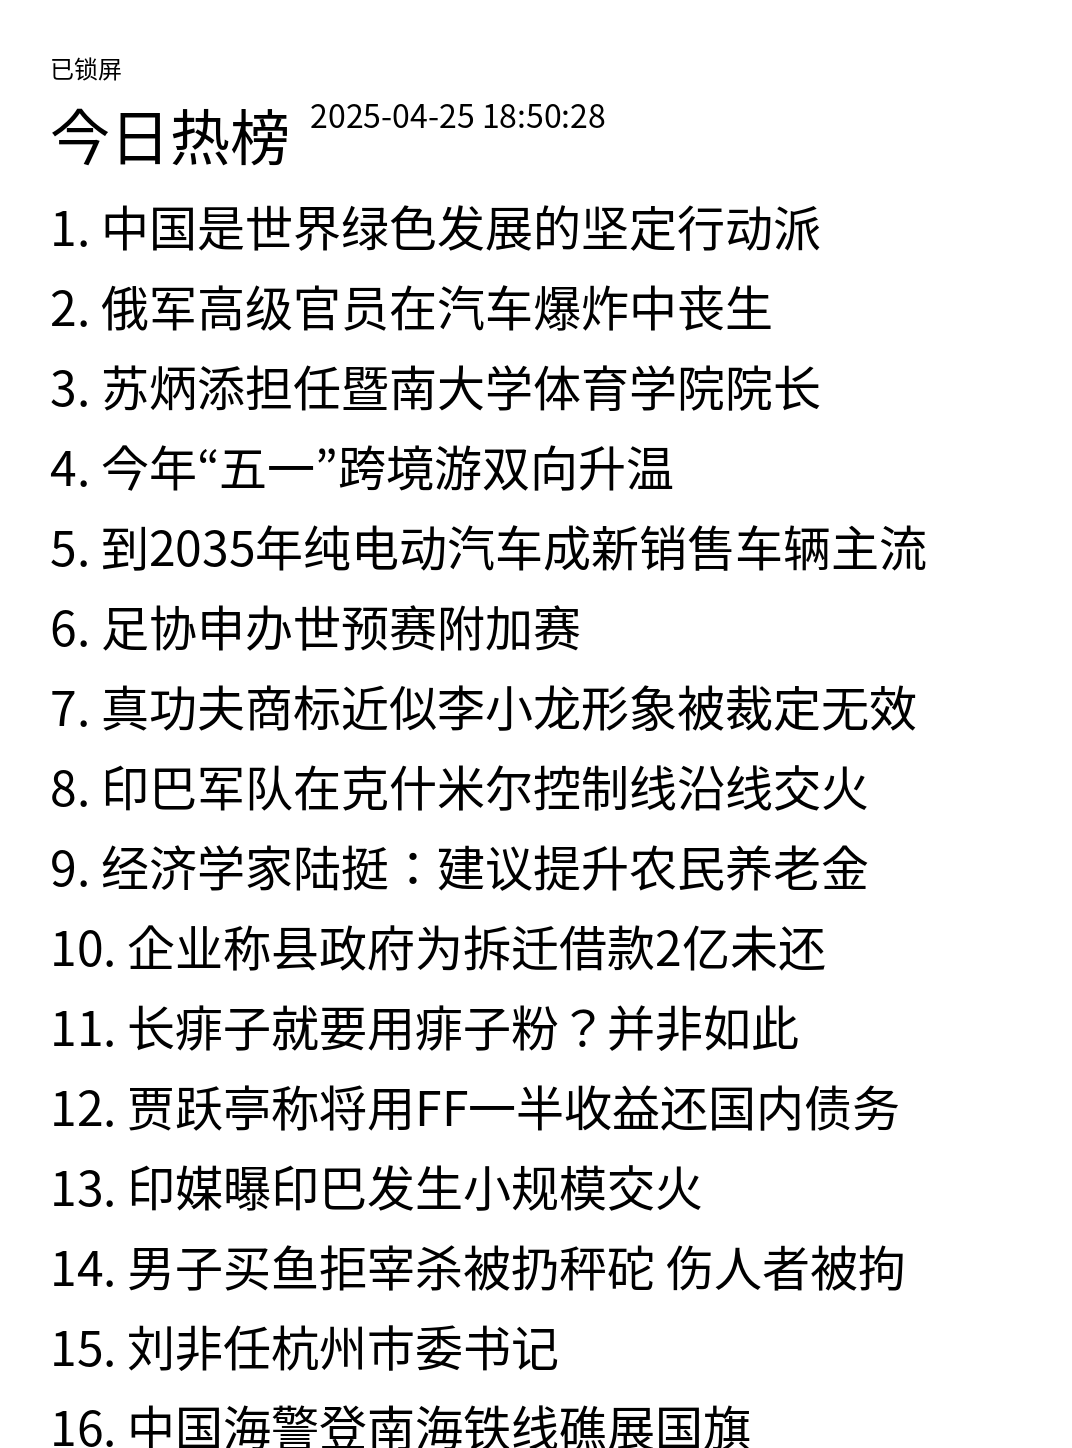 已锁屏
今日热榜 2025-04-25 18:50:28
1. 中国是世界绿色发展的坚定行动派
2. 俄军高级官员在汽车爆炸中丧生
3. 苏炳添担任暨南大学体育学院院长
4. 今年“五一”跨境游双向升温
5. 到2035年纯电动汽车成新销售车辆主流
6. 足协申办世预赛附加赛
7. 真功夫商标近似李小龙形象被裁定无效
8. 印巴军队在克什米尔控制线沿线交火
9. 经济学家陆挺：建议提升农民养老金
10. 企业称县政府为拆迁借款2亿未还
11. 长痱子就要用痱子粉？并非如此
12. 贾跃亭称将用FF一半收益还国内债务
13. 印媒曝印巴发生小规模交火
14. 男子买鱼拒宰杀被扔秤砣 伤人者被拘
15. 刘非任杭州市委书记
16. 中国海警登南海铁线礁展国旗